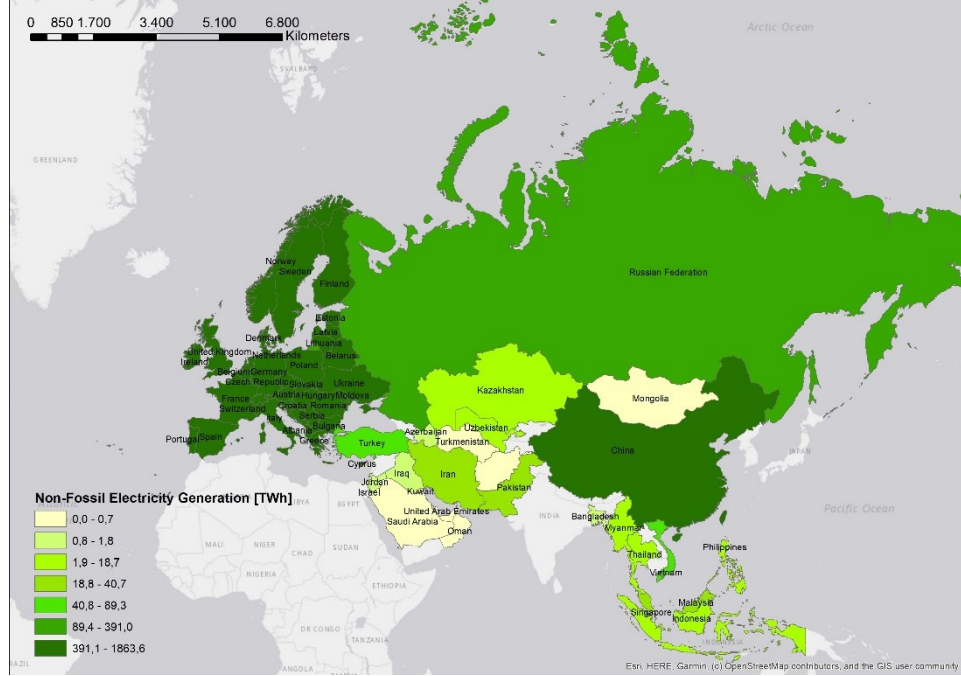 0 850 1.700 3.400 5.100 6.800
Kilometers
Arctic Ocean
SVALBARD
GREENLAND
Norway
Sweden
Finland
Russian Federation
Estonia
Latvia
Lithuania
Denmark
United Kingdom
Ireland
Netherlands
Belarus
Poland
Belgium
Germany
Czech Republic
Slovakia
Ukraine
France
Austria
Hungary
Moldova
Switzerland
Croatia
Romania
Serbia
Italy
Bulgaria
Portugal
Spain
Albania
Greece
Kazakhstan
Mongolia
Azerbaijan
Uzbekistan
Turkey
Turkmenistan
China
JAPAN
Cyprus
Iraq
Iran
Jordan
Israel
Kuwait
Pakistan
United Arab Emirates
Saudi Arabia
Oman
EGYPT
INDIA
Bangladesh
Myanmar
Pacific Ocean
Thailand
Philippines
Vietnam
Malaysia
Singapore
Indonesia
MALI
NIGER
CHAD
SUDAN
NIGERIA
ETHIOPIA
DR CONGO
TANZANIA
ANGOLA
Non-Fossil Electricity Generation [TWh]
0,0 - 0,7
0,8 - 1,8
1,9 - 18,7
18,8 - 40,7
40,8 - 89,3
89,4 - 391,0
391,1 - 1863,6
Esri, HERE, Garmin, (c) OpenStreetMap contributors, and the GIS user community